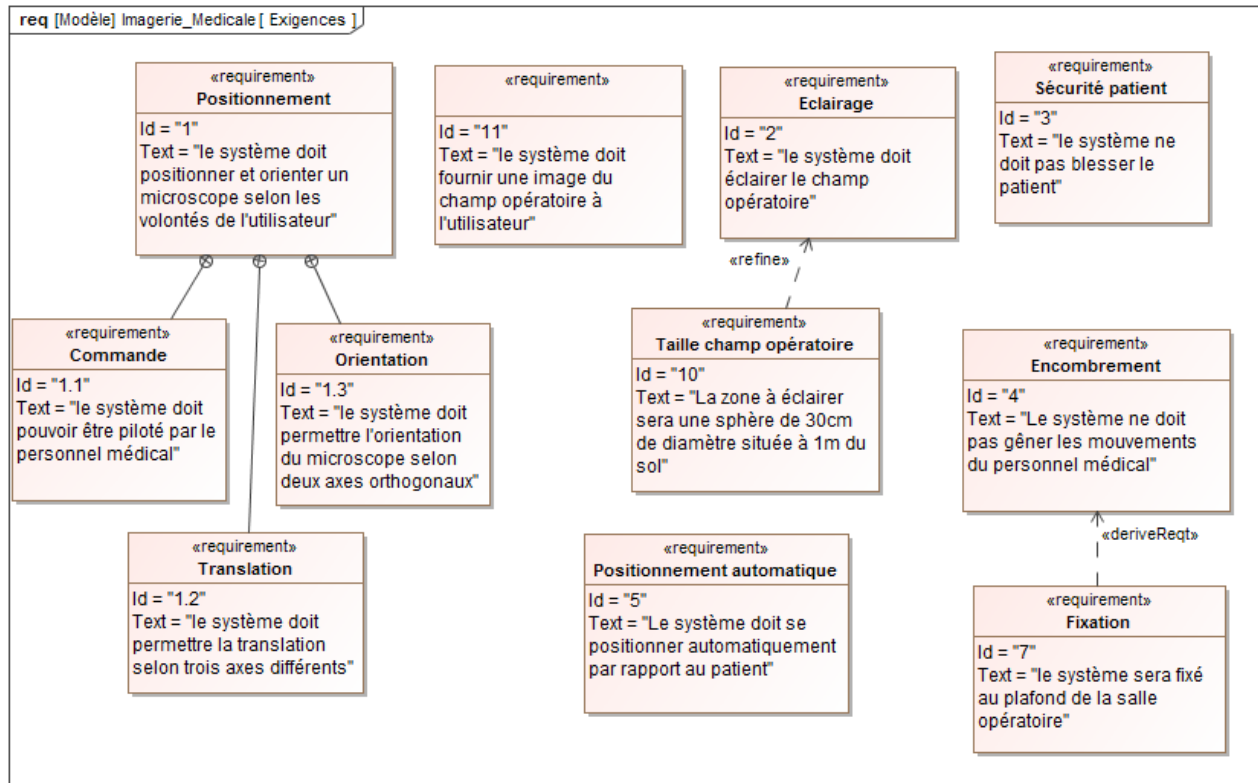 req [Modèle] Imagerie_Medicale [ Exigences ]
«requirement»
Positionnement
Id = "1"
Text = "le système doit
positionner et orienter un
microscope selon les
volontés de l'utilisateur"
«requirement»
Id = "11"
Text = "le système doit
fournir une image du
champ opératoire à
l'utilisateur"
«requirement»
Eclairage
Id = "2"
Text = "le système doit
éclairer le champ
opératoire"
«requirement»
Sécurité patient
Id = "3"
Text = "le système ne
doit pas blesser le
patient"
«refine»
«requirement»
Commande
Id = "1.1"
Text = "le système doit
pouvoir être piloté par le
personnel médical"
«requirement»
Orientation
Id = "1.3"
Text = "le système doit
permettre l'orientation
du microscope selon
deux axes orthogonaux"
«requirement»
Taille champ opératoire
Id = "10"
Text = "La zone à éclairer
sera une sphère de 30cm
de diamètre située à 1m du
sol"
«requirement»
Encombrement
Id = "4"
Text = "Le système ne doit
pas gêner les mouvements
du personnel médical"
«deriveReqt»
«requirement»
Translation
Id = "1.2"
Text = "le système doit
permettre la translation
selon trois axes différents"
«requirement»
Positionnement automatique
Id = "5"
Text = "Le système doit se
positionner automatiquement
par rapport au patient"
«requirement»
Fixation
Id = "7"
Text = "le système sera fixé
au plafond de la salle
opératoire"